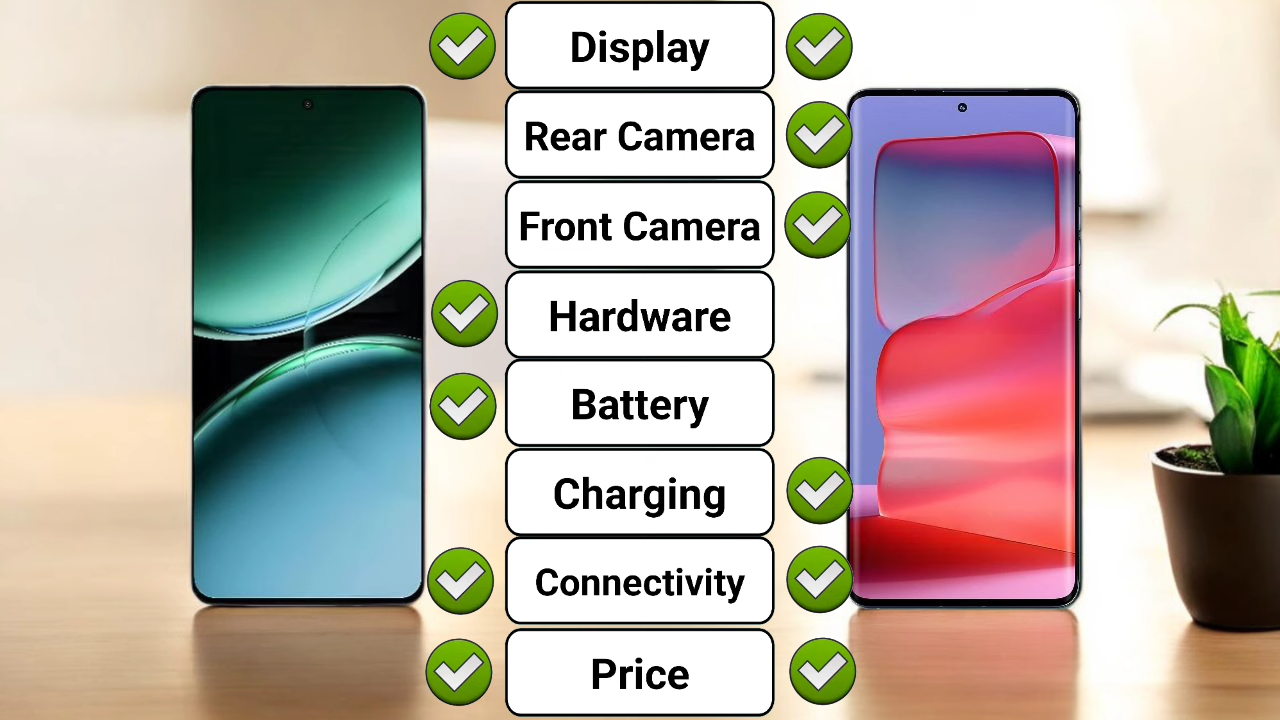 Display
Rear Camera
Front Camera
Hardware
Battery
Charging
Connectivity
Price